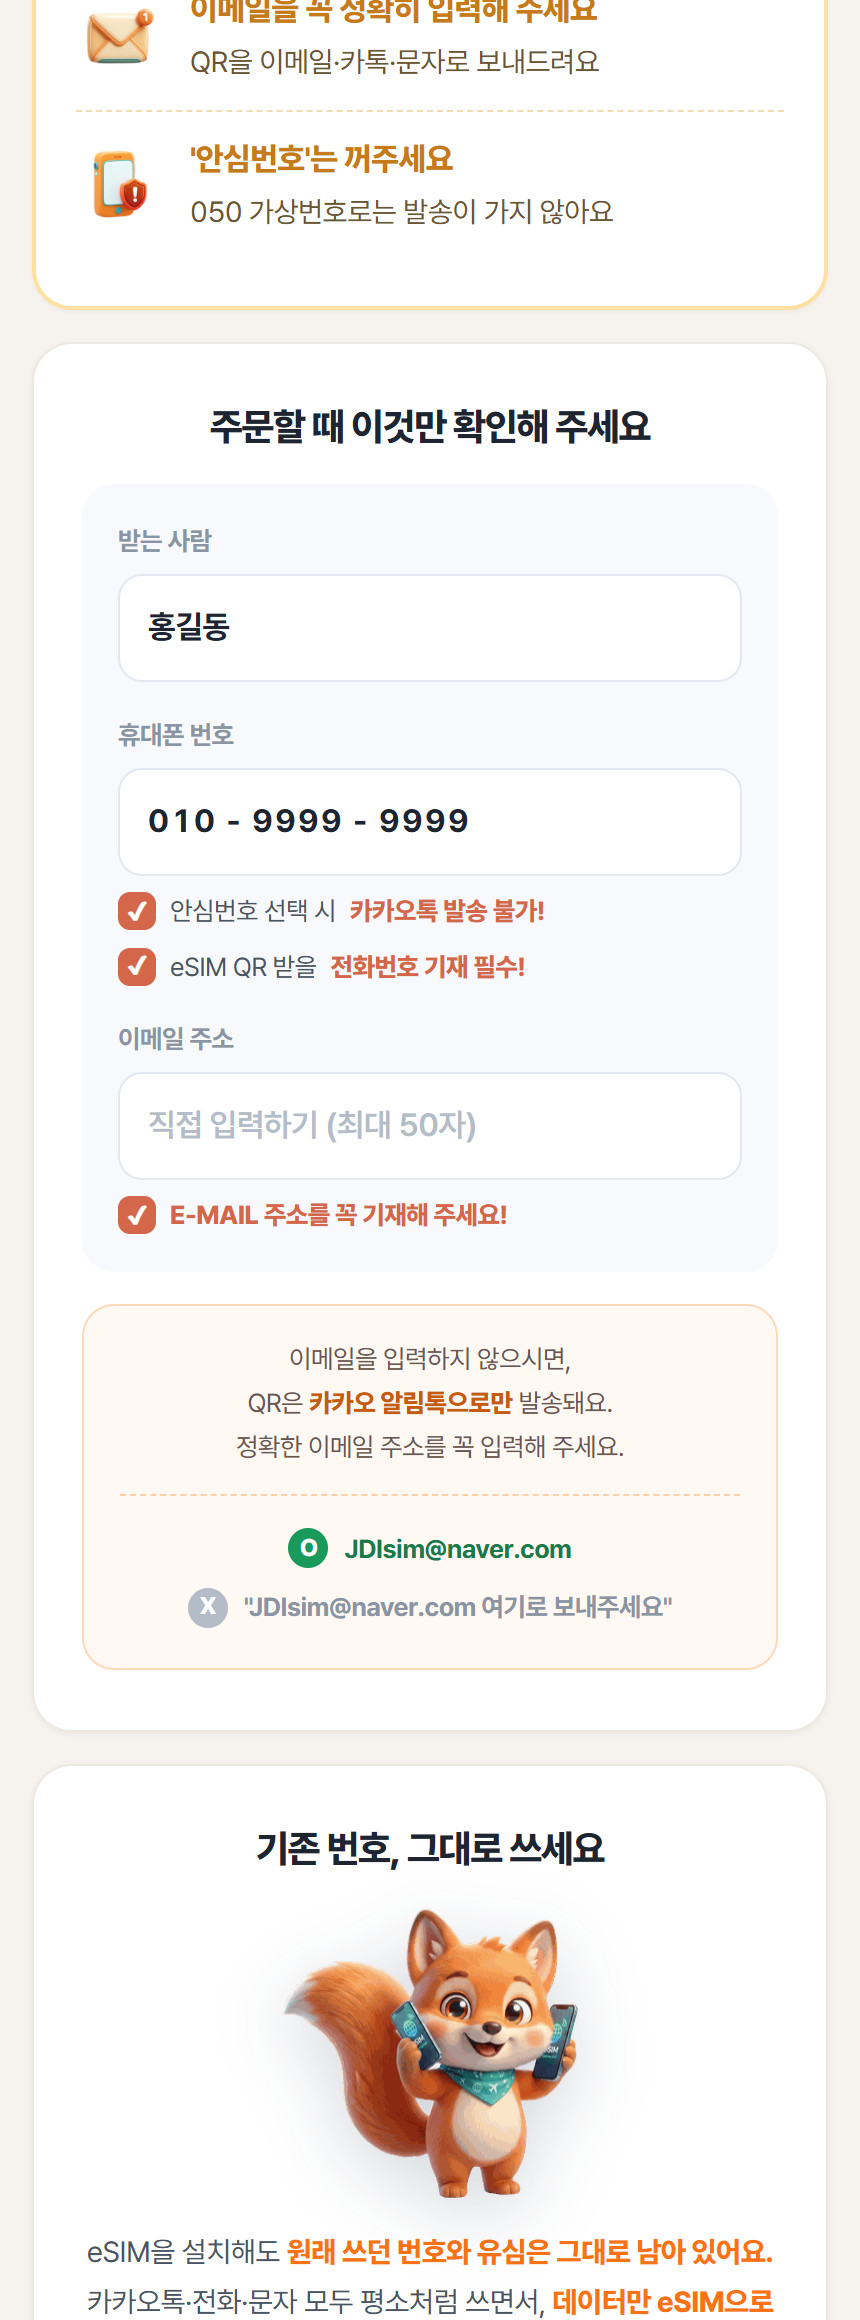 이메일을 꼭 정확히 입력해 주세요
QR을 이메일·카톡·문자로 보내드려요
'안심번호'는 꺼주세요
050 가상번호로는 발송이 가지 않아요
주문할 때 이것만 확인해 주세요
받는 사람
홍길동
휴대폰 번호
010 - 9999 - 9999
안심번호 선택 시 카카오톡 발송 불가!
eSIM QR 받을 전화번호 기재 필수!
이메일 주소
직접 입력하기 (최대 50자)
E-MAIL 주소를 꼭 기재해 주세요!
이메일을 입력하지 않으시면,
QR은 카카오 알림톡으로만 발송돼요.
정확한 이메일 주소를 꼭 입력해 주세요.
O JDIsim@naver.com
X "JDIsim@naver.com 여기로 보내주세요"
기존 번호, 그대로 쓰세요
eSIM을 설치해도 원래 쓰던 번호와 유심은 그대로 남아 있어요.
카카오톡·전화·문자 모두 평소처럼 쓰면서, 데이터만 eSIM으로